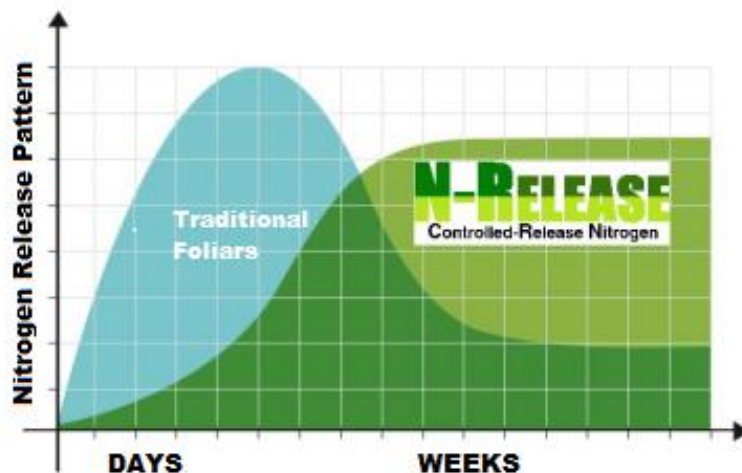 Nitrogen Release Pattern
Traditional
Foliars
N-RELEASE
Controlled-Release Nitrogen
DAYS
WEEKS